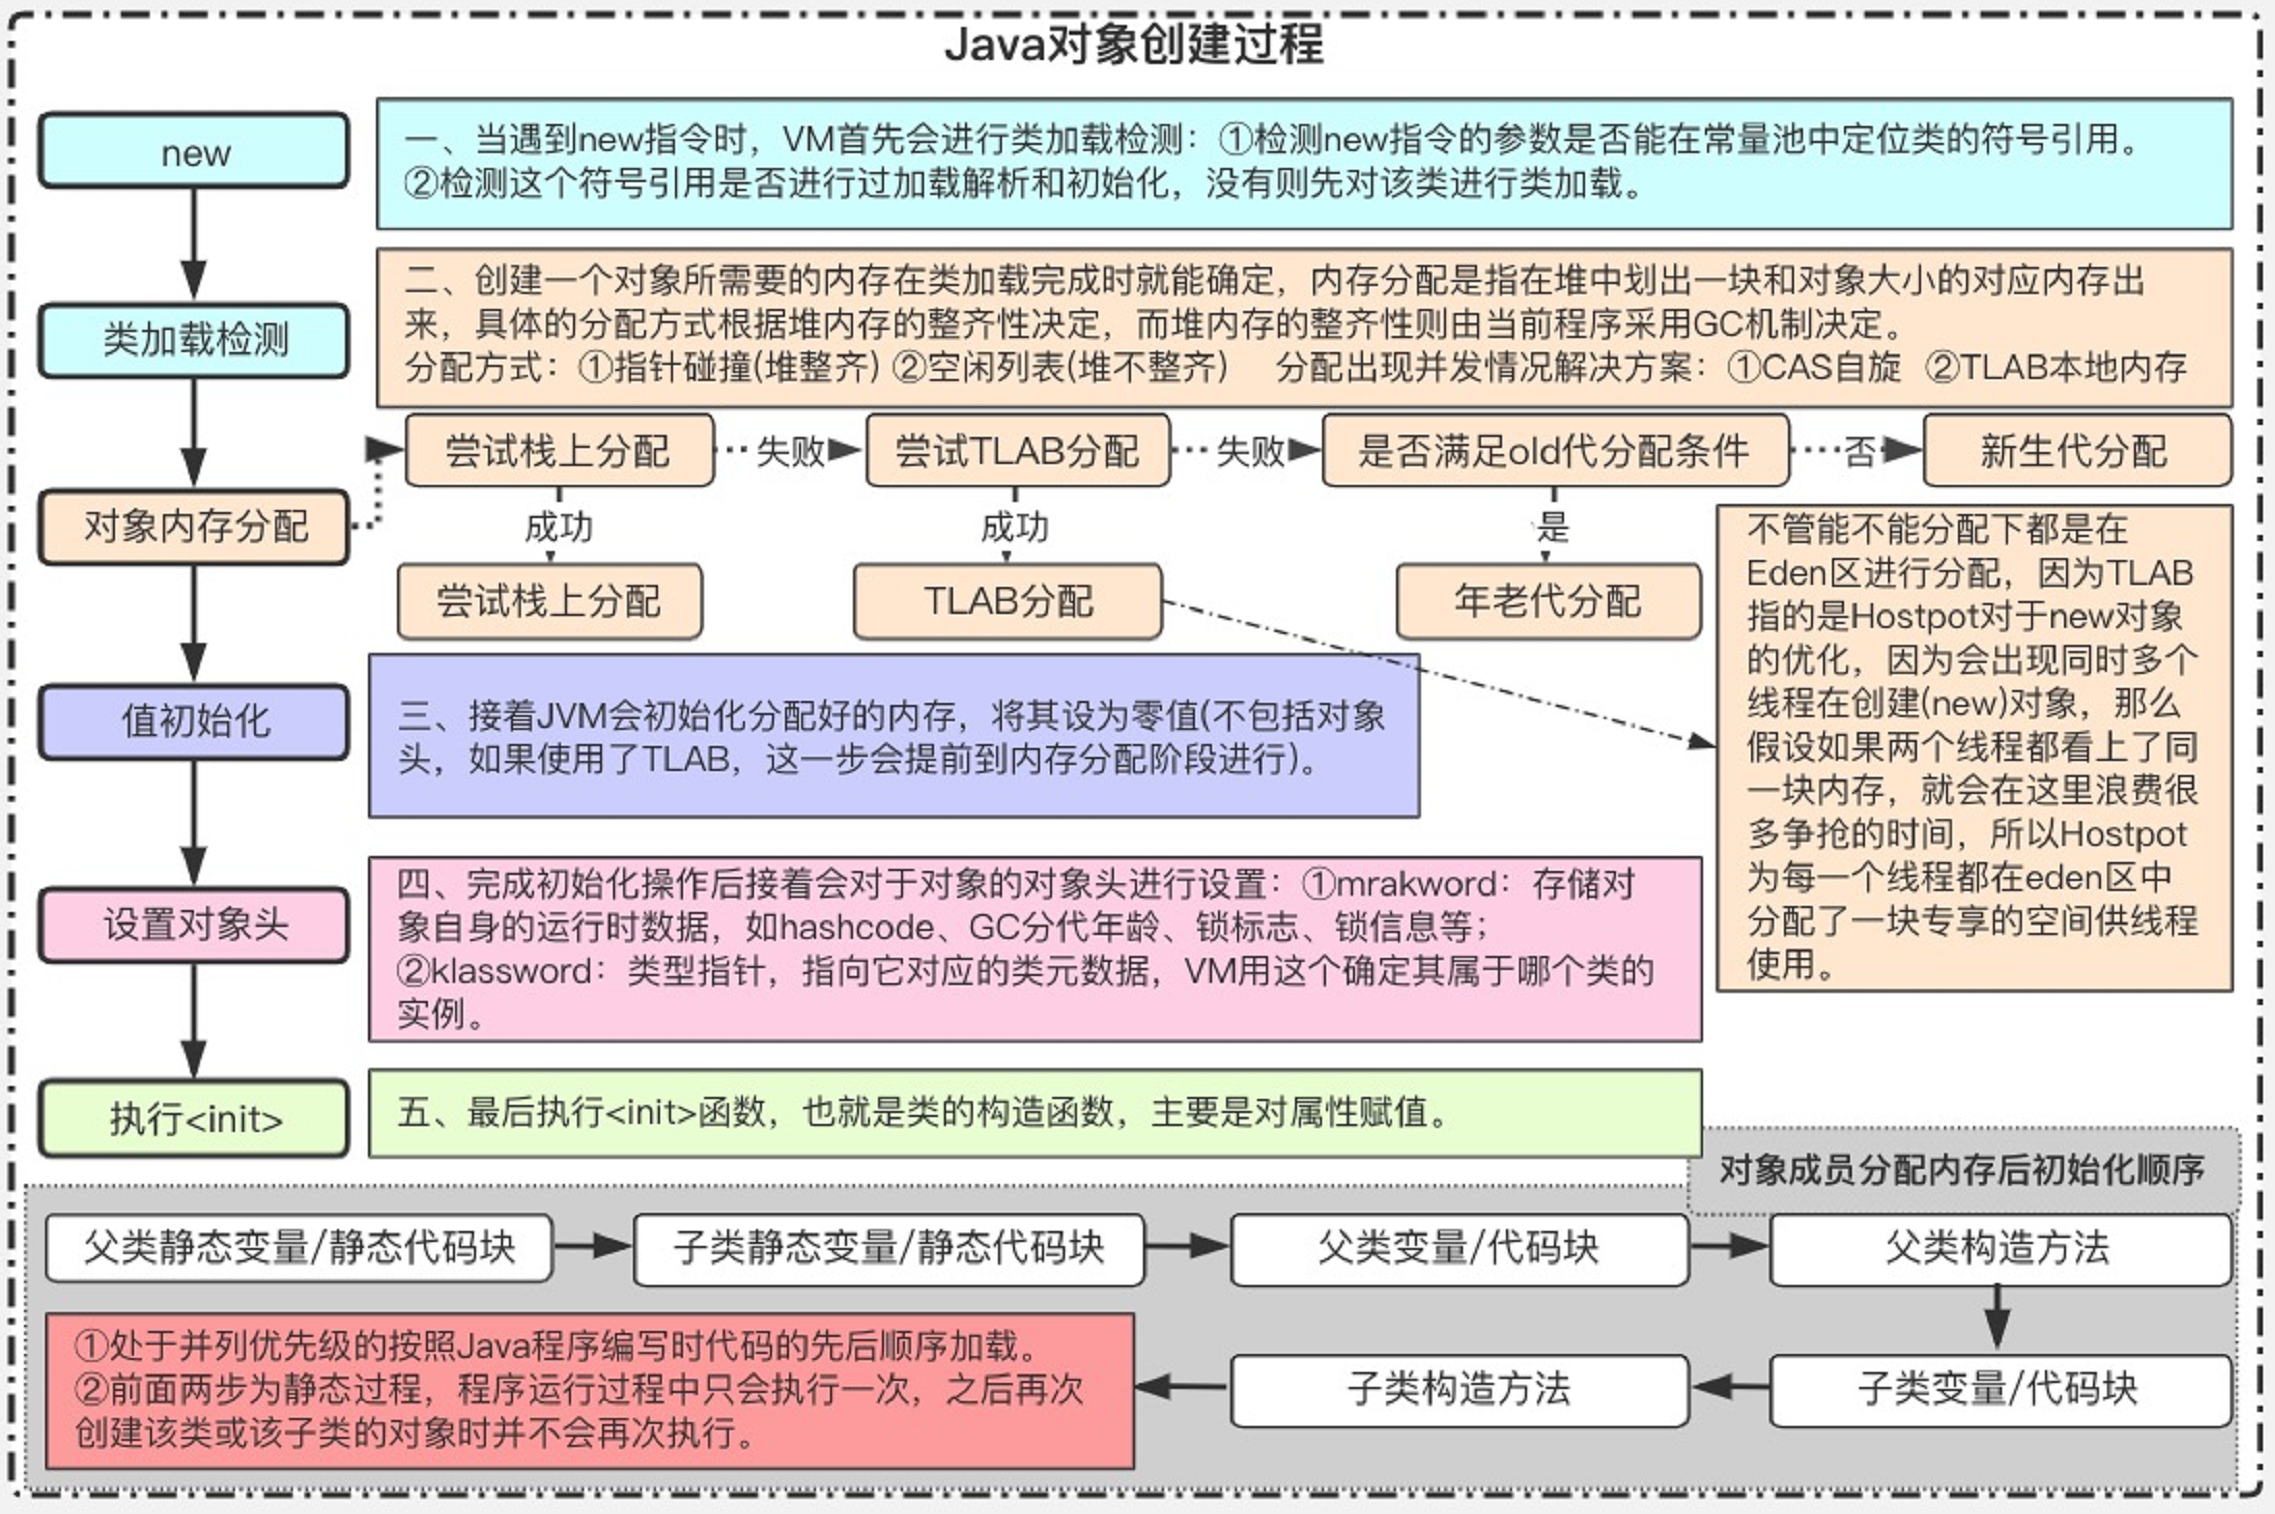 Java对象创建过程
new
一、当遇到new指令时，VM首先会进行类加载检测：①检测new指令的参数是否能在常量池中定位类的符号引用。
②检测这个符号引用是否进行过加载解析和初始化，没有则先对该类进行类加载。
类加载检测
二、创建一个对象所需要的内存在类加载完成时就能确定，内存分配是指在堆中划出一块和对象大小的对应内存出
来，具体的分配方式根据堆内存的整齐性决定，而堆内存的整齐性则由当前程序采用GC机制决定。
分配方式：①指针碰撞(堆整齐) ②空闲列表(堆不整齐) 分配出现并发情况解决方案：①CAS自旋 ②TLAB本地内存
对象内存分配
尝试栈上分配
失败
尝试TLAB分配
失败
是否满足old代分配条件
否
新生代分配
成功
成功
是
尝试栈上分配
TLAB分配
年老代分配
不管能不能分配下都是在
Eden区进行分配，因为TLAB
指的是Hostpot对于new对象
的优化，因为会出现同时多个
线程在创建(new)对象，那么
假设如果两个线程都看上了同
一块内存，就会在这里浪费很
多争抢的时间，所以Hostpot
为每一个线程都在eden区中
分配了一块专享的空间供线程
使用。
值初始化
三、接着JVM会初始化分配好的内存，将其设为零值(不包括对象
头，如果使用了TLAB，这一步会提前到内存分配阶段进行)。
设置对象头
四、完成初始化操作后接着会对于对象的对象头进行设置：①mrakword：存储对
象自身的运行时数据，如hashcode、GC分代年龄、锁标志、锁信息等；
②klassword：类型指针，指向它对应的类元数据，VM用这个确定其属于哪个类的
实例。
执行<init>
五、最后执行<init>函数，也就是类的构造函数，主要是对属性赋值。
对象成员分配内存后初始化顺序
父类静态变量/静态代码块
子类静态变量/静态代码块
父类变量/代码块
父类构造方法
子类变量/代码块
子类构造方法
①处于并列优先级的按照Java程序编写时代码的先后顺序加载。
②前面两步为静态过程，程序运行过程中只会执行一次，之后再次
创建该类或该子类的对象时并不会再次执行。